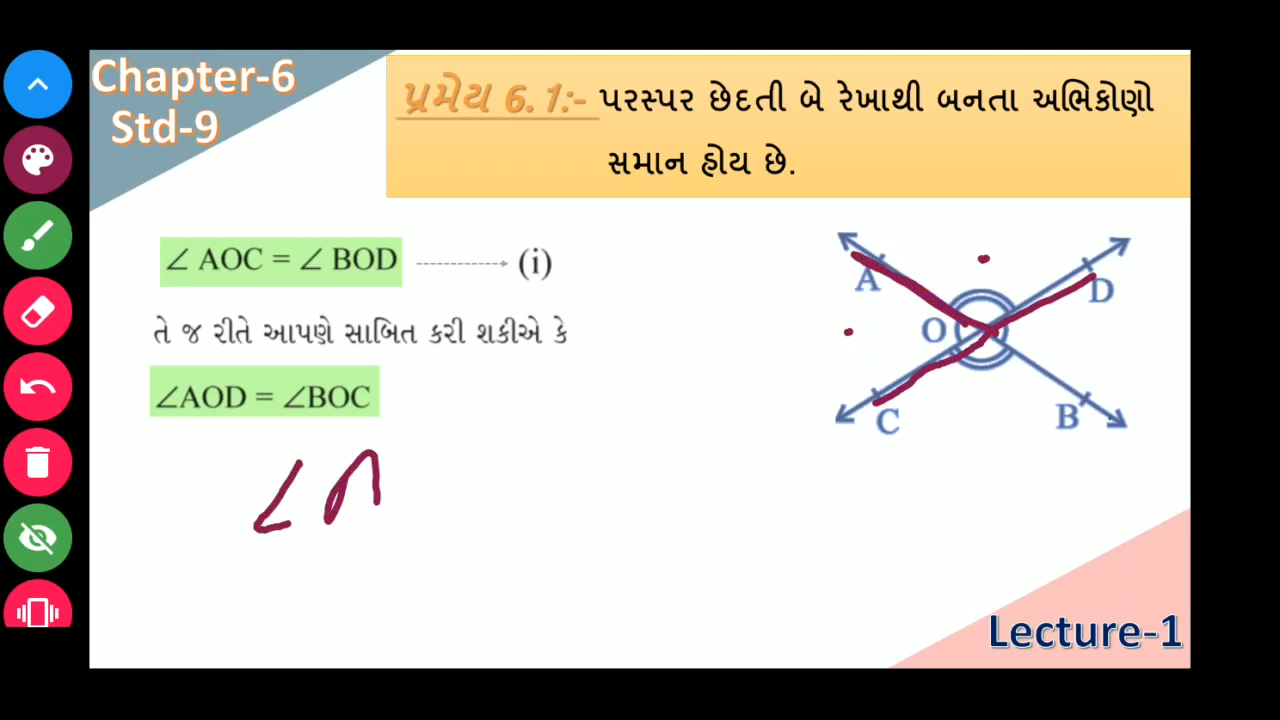 Chapter-6
Std-9
પ્રમેય 6.1:- પરસ્પર છેદતી બે રેખાથી બનતા અભિકોણો
સમાન હોય છે.
∠ AOC = ∠ BOD (i)
તે જ રીતે આપણે સાબિત કરી શકીએ કે
∠AOD = ∠BOC
∠
A
D
O
C
B
Lecture-1